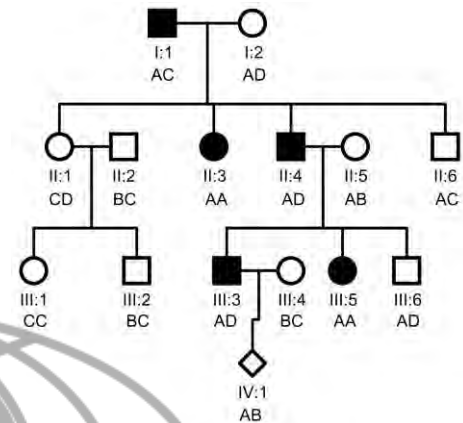 I:1 I:2
AC AD
II:1 II:2 II:3 II:4 II:5 II:6
CD BC AA AD AB AC
III:1 III:2 III:3 III:4 III:5 III:6
CC BC AD BC AA AD
IV:1
AB